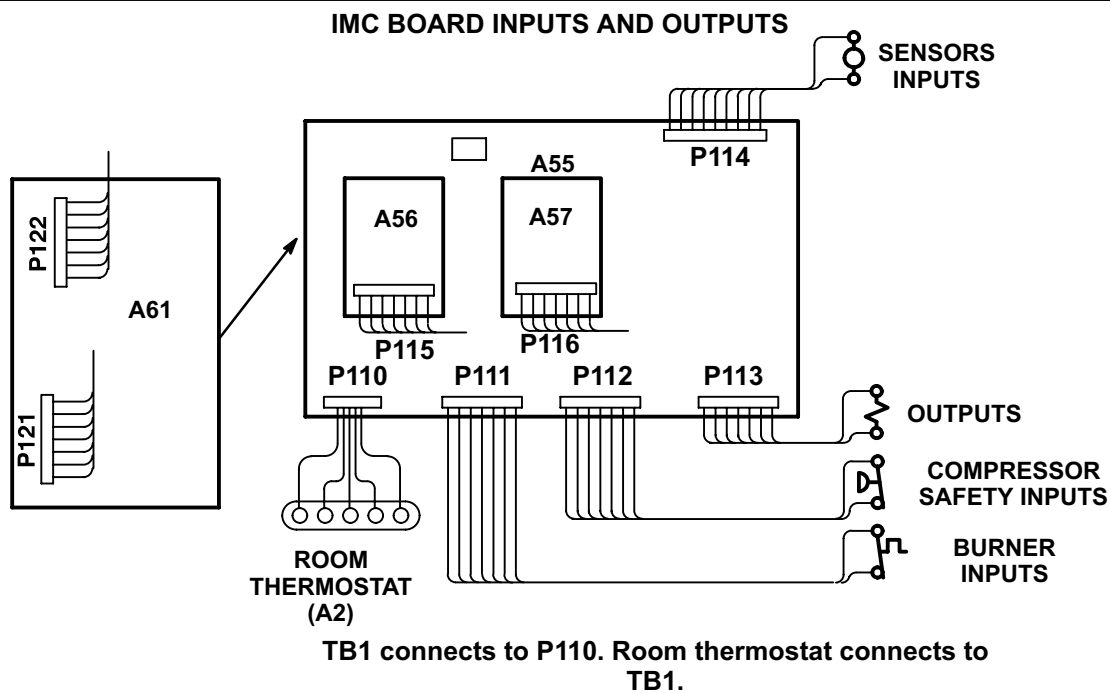 IMC BOARD INPUTS AND OUTPUTS
SENSORS
INPUTS
P114
A55
A56
A57
P122
A61
P115
P116
P110
P111
P112
P113
P121
OUTPUTS
COMPRESSOR
SAFETY INPUTS
ROOM
THERMOSTAT
(A2)
BURNER
INPUTS
TB1 connects to P110. Room thermostat connects to
TB1.